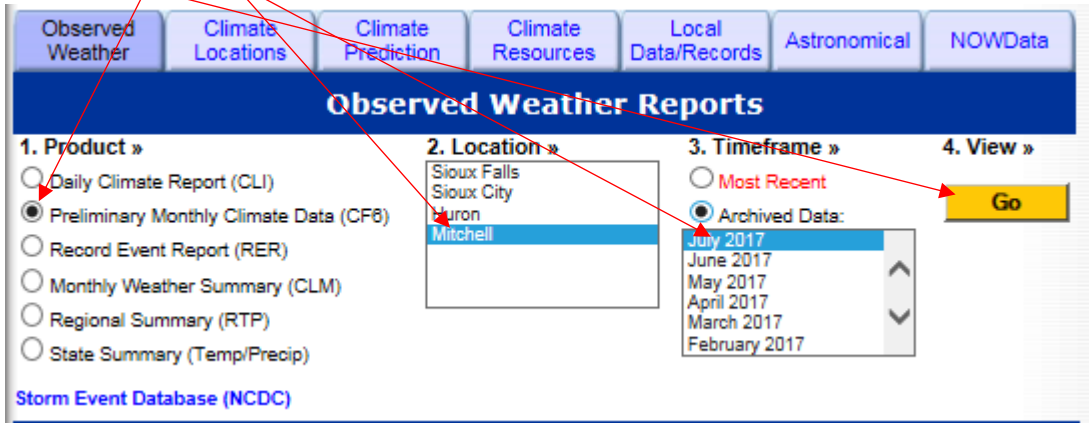 Observed Weather
Climate Locations
Climate Prediction
Climate Resources
Local Data/Records
Astronomical
NOWData
Observed Weather Reports
1. Product »
Daily Climate Report (CLI)
Preliminary Monthly Climate Data (CF6)
Record Event Report (RER)
Monthly Weather Summary (CLM)
Regional Summary (RTP)
State Summary (Temp/Precip)
2. Location »
Sioux Falls
Sioux City
Huron
Mitchell
3. Timeframe »
Most Recent
Archived Data:
July 2017
June 2017
May 2017
April 2017
March 2017
February 2017
4. View »
Go
Storm Event Database (NCDC)